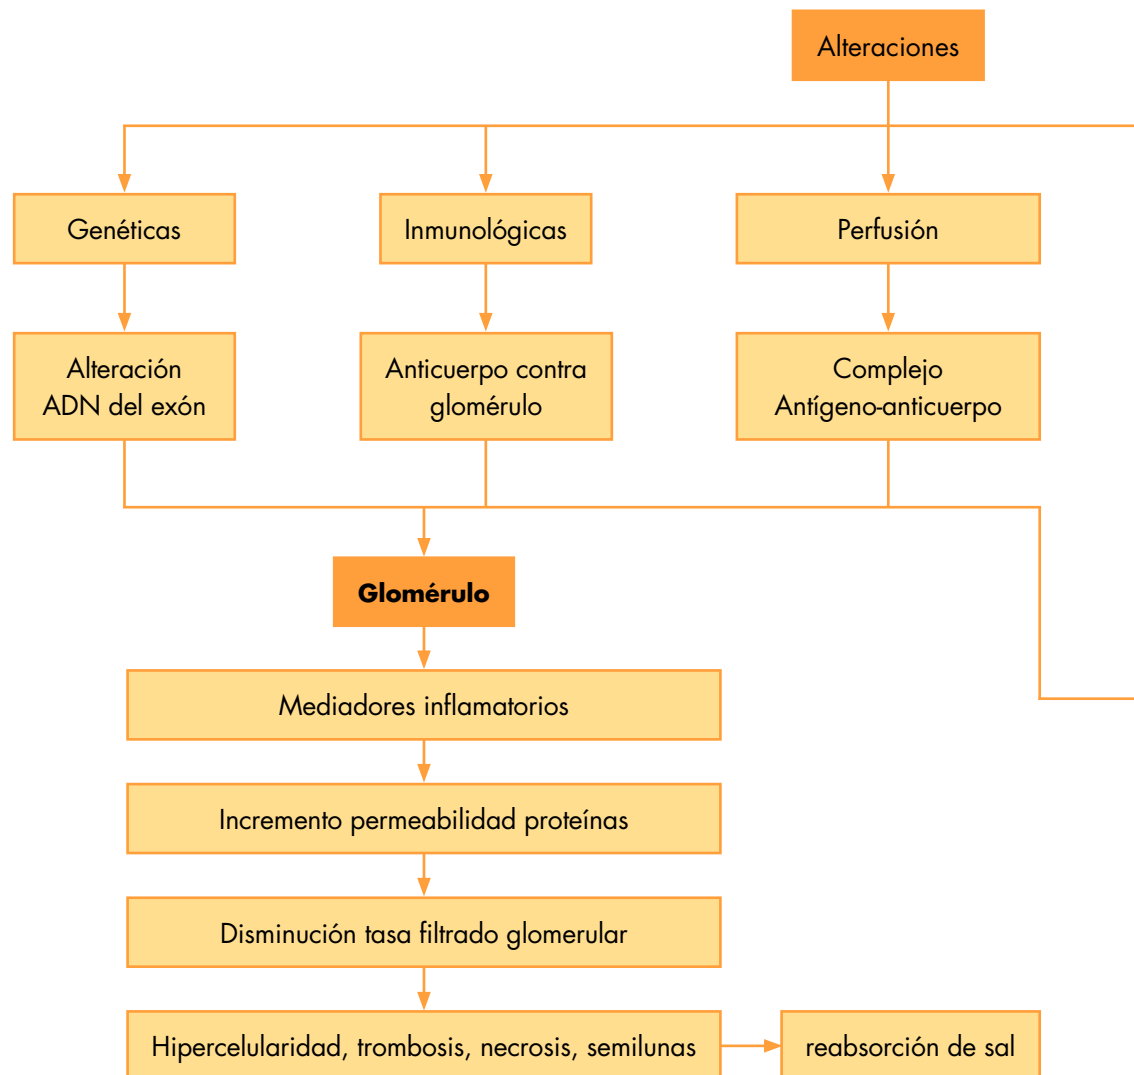 Alteraciones
Genéticas
Inmunológicas
Perfusión
Alteración
ADN del exón
Anticuerpo contra
glomérulo
Complejo
Antígeno-anticuerpo
Glomérulo
Mediadores inflamatorios
Incremento permeabilidad proteínas
Disminución tasa filtrado glomerular
Hipercelularidad, trombosis, necrosis, semilunas
reabsorción de sal